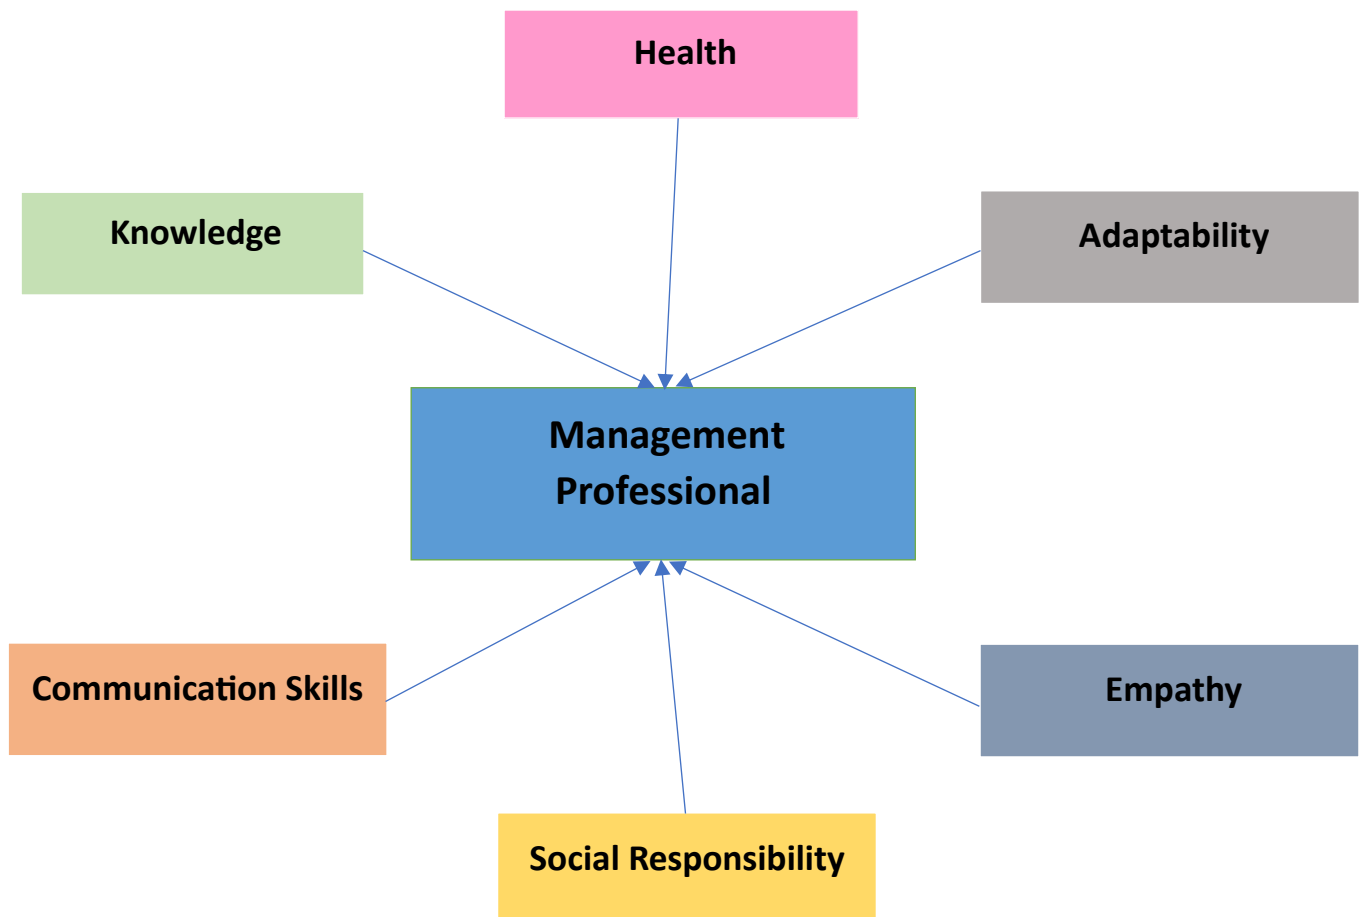 Health
Knowledge
Adaptability
Management
Professional
Communication Skills
Empathy
Social Responsibility